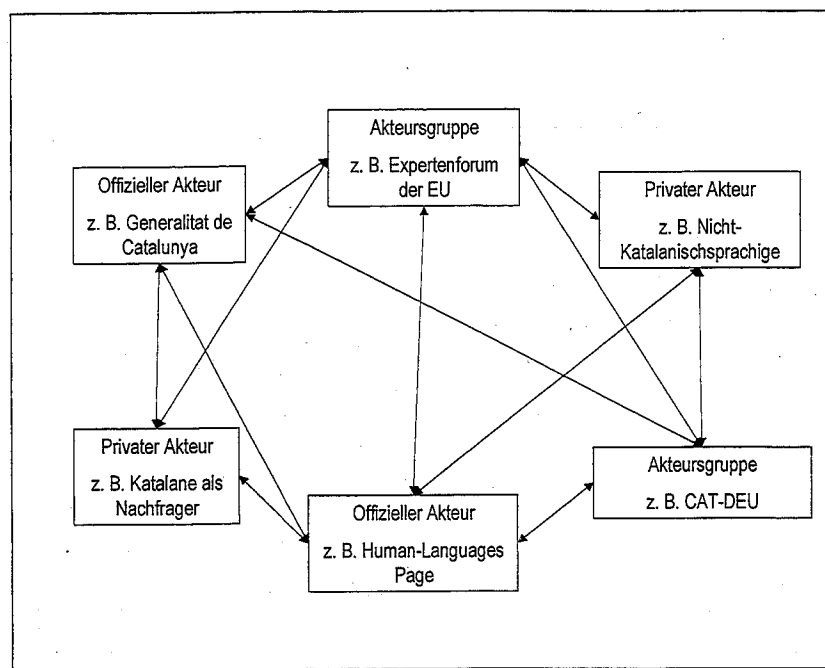 Akteursgruppe
z. B. Expertenforum
der EU
Offizieller Akteur
z. B. Generalitat de
Catalunya
Privater Akteur
z. B. Nicht-
Katalanischsprachige
Privater Akteur
z. B. Katalane als
Nachfrager
Akteursgruppe
z. B. CAT-DEU
Offizieller Akteur
z. B. Human-Languages
Page